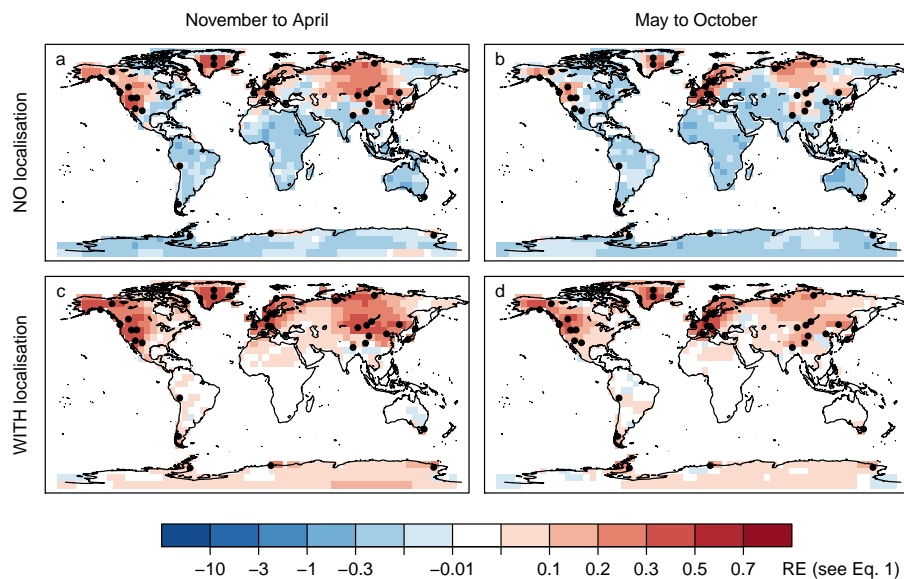 November to April
May to October
NO localisation
a
b
WITH localisation
c
d
−10
−3
−1
−0.3
−0.01
0.1
0.2
0.3
0.5
0.7
RE (see Eq. 1)